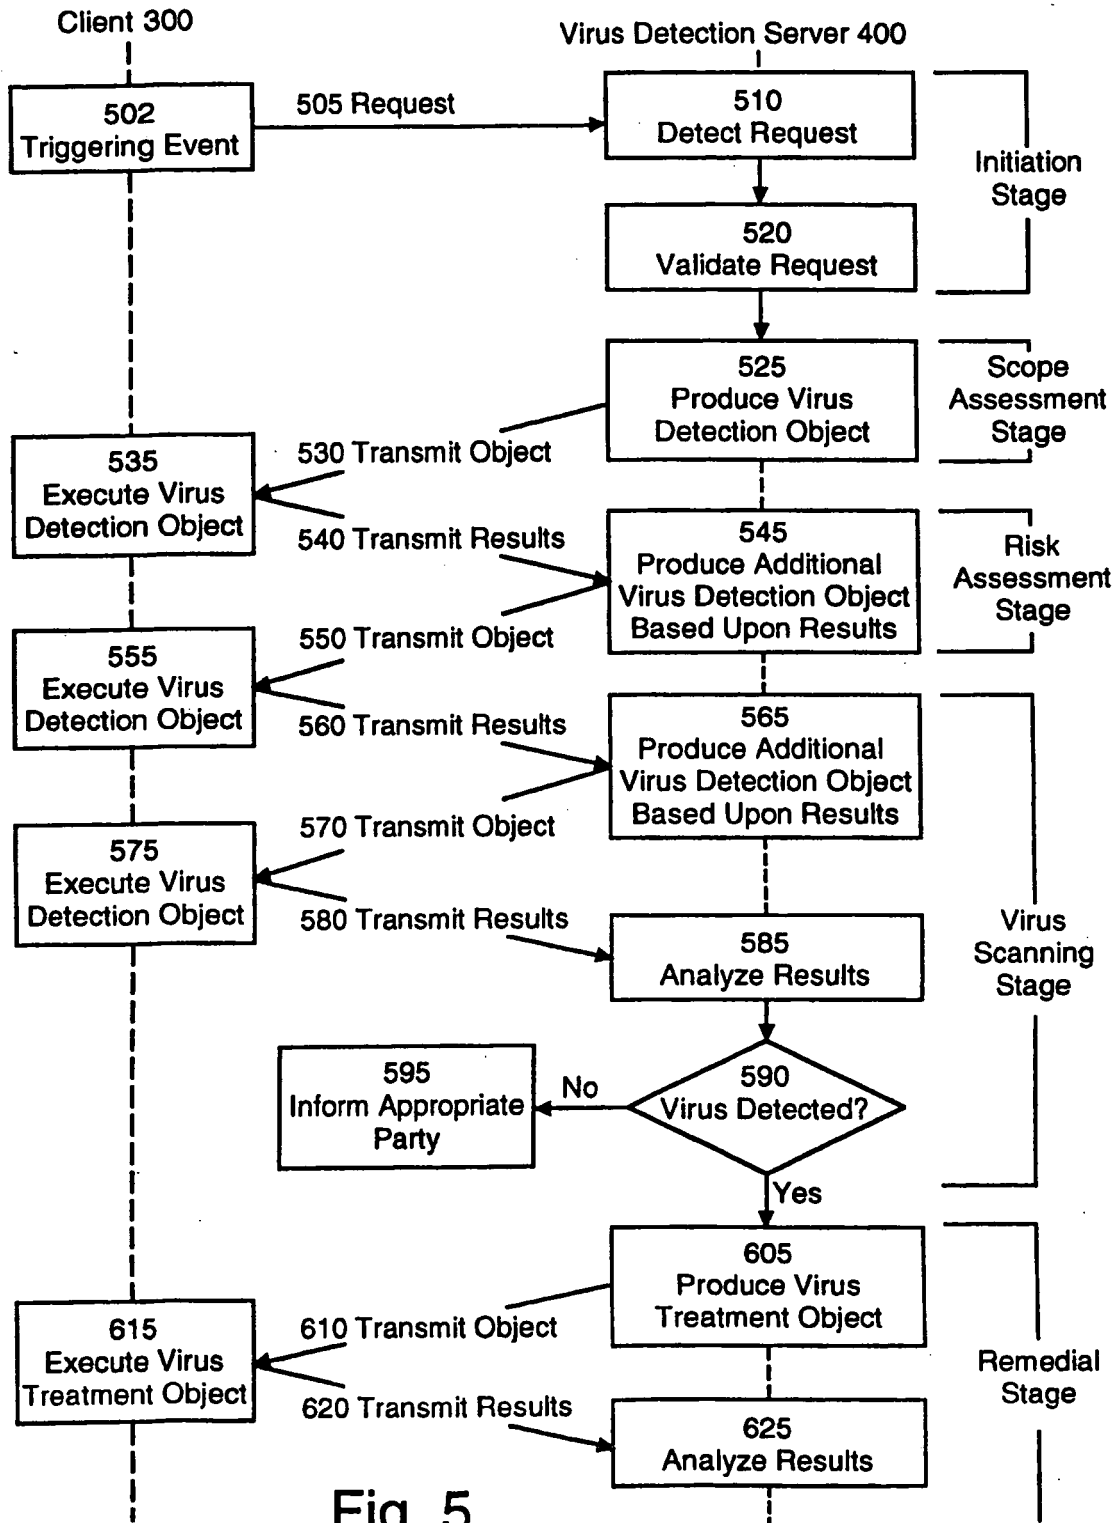 Client 300
Virus Detection Server 400
502
Triggering Event
505 Request
510
Detect Request
Initiation
Stage
520
Validate Request
525
Produce Virus
Detection Object
Scope
Assessment
Stage
530 Transmit Object
535
Execute Virus
Detection Object
540 Transmit Results
545
Produce Additional
Virus Detection Object
Based Upon Results
Risk
Assessment
Stage
550 Transmit Object
555
Execute Virus
Detection Object
560 Transmit Results
565
Produce Additional
Virus Detection Object
Based Upon Results
570 Transmit Object
575
Execute Virus
Detection Object
580 Transmit Results
585
Analyze Results
Virus
Scanning
Stage
590
Virus Detected?
No
595
Inform Appropriate
Party
Yes
605
Produce Virus
Treatment Object
610 Transmit Object
615
Execute Virus
Treatment Object
620 Transmit Results
625
Analyze Results
Remedial
Stage
Fig. 5